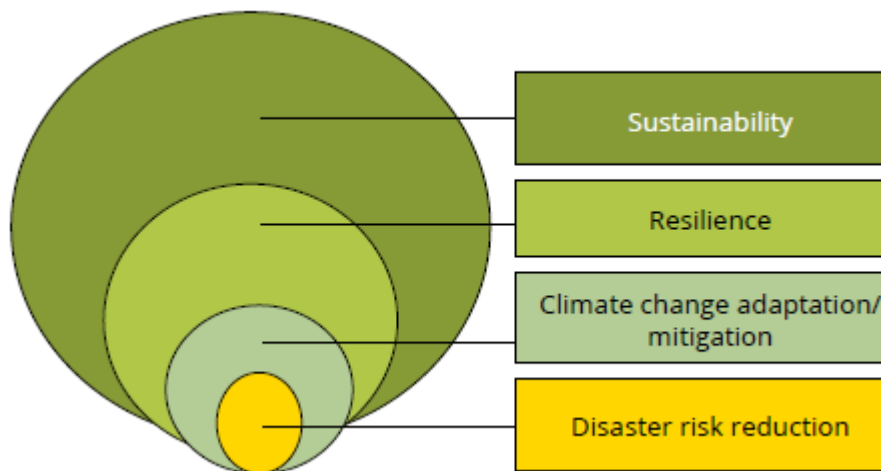 Sustainability
Resilience
Climate change adaptation/
mitigation
Disaster risk reduction